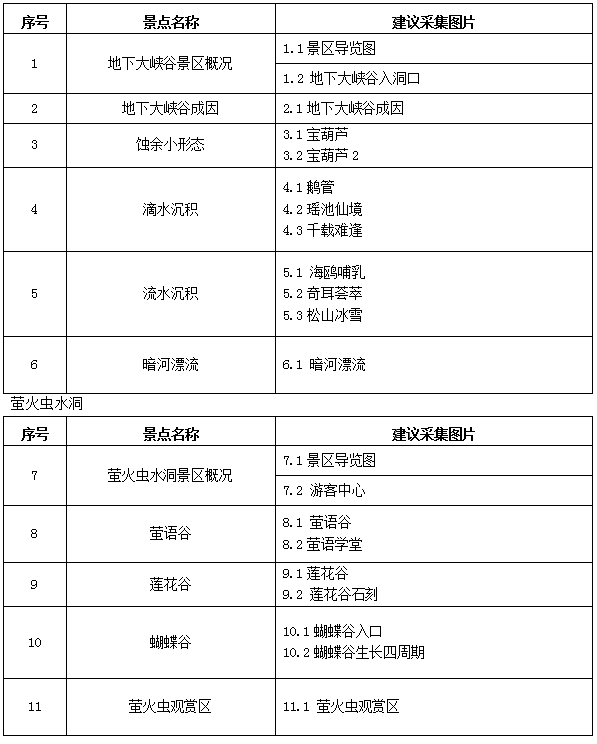 序号 景点名称 建议采集图片
1 地下大峡谷景区概况 1.1景区导览图
1.2 地下大峡谷入洞口
2 地下大峡谷成因 2.1地下大峡谷成因
3 蚀余小形态 3.1宝葫芦
3.2宝葫芦2
4 滴水沉积 4.1鹅管
4.2瑶池仙境
4.3千载难逢
5 流水沉积 5.1 海鸥哺乳
5.2奇耳荟萃
5.3松山冰雪
6 暗河漂流 6.1 暗河漂流
萤火虫水洞
序号 景点名称 建议采集图片
7 萤火虫水洞景区概况 7.1景区导览图
7.2 游客中心
8 萤语谷 8.1 萤语谷
8.2萤语学堂
9 莲花谷 9.1莲花谷
9.2 莲花谷石刻
10 蝴蝶谷 10.1蝴蝶谷入口
10.2蝴蝶谷生长四周期
11 萤火虫观赏区 11.1 萤火虫观赏区